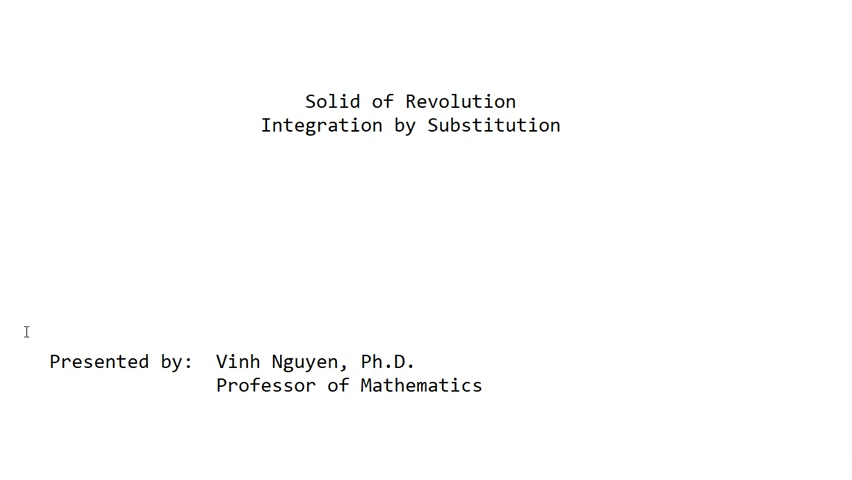 Solid of Revolution
Integration by Substitution
Presented by: Vinh Nguyen, Ph.D.
Professor of Mathematics